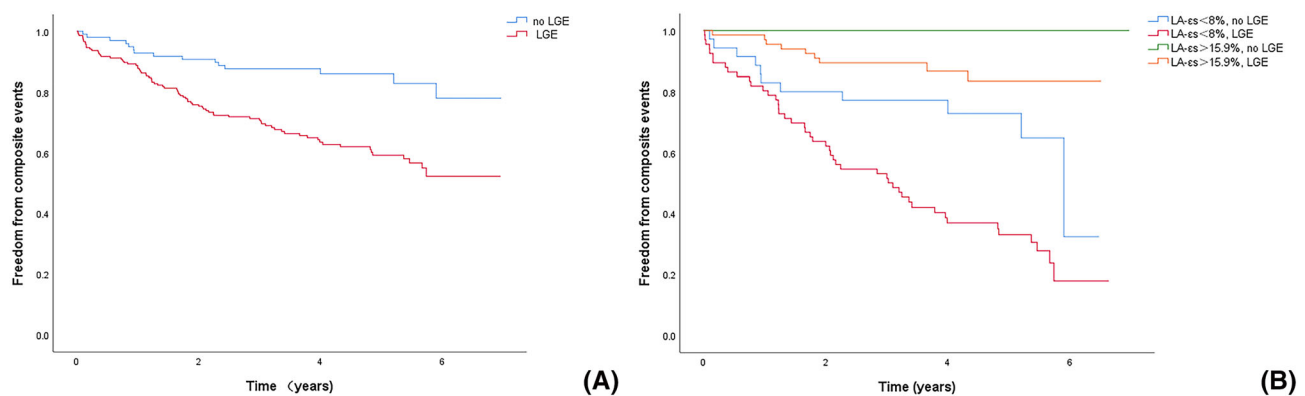 no LGE
LGE
1.0
0.8
0.6
0.4
0.2
0.0
Freedom from composits events
0 2 4 6
Time （years）
(A)
LA-εs＜8%, no LGE
LA-εs＜8%, LGE
LA-εs＞15.9%, no LGE
LA-εs＞15.9%, LGE
1.0
0.8
0.6
0.4
0.2
0.0
Freedom from composits events
0 2 4 6
Time (years)
(B)